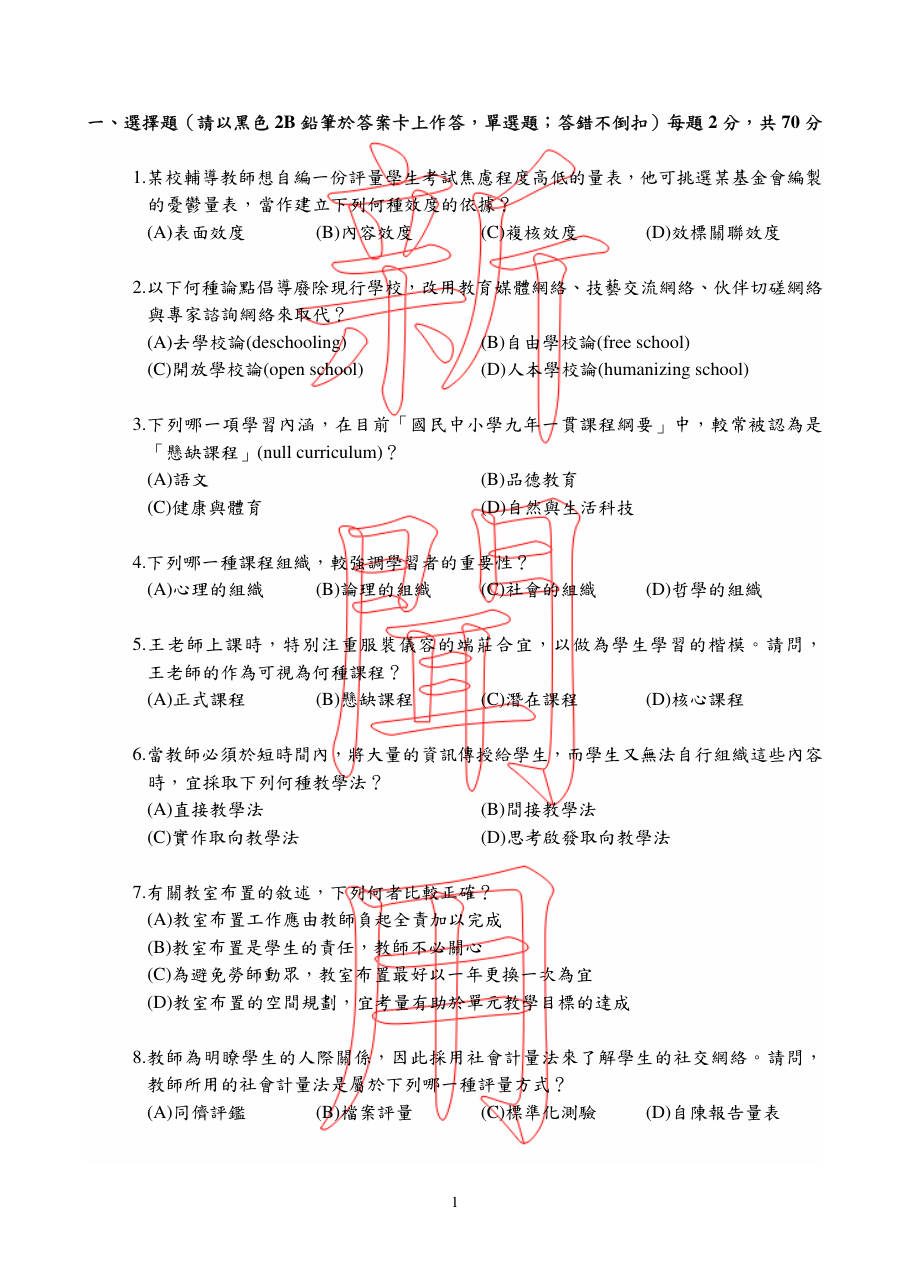 一、選擇題（請以黑色 2B 鉛筆於答案卡上作答，單選題；答錯不倒扣）每題 2 分，共 70 分
1.某校輔導教師想自編一份評量學生考試焦慮程度高低的量表，他可挑選某基金會編製
的憂鬱量表，當作建立下列何種效度的依據？
(A)表面效度 (B)內容效度 (C)複核效度 (D)效標關聯效度
2.以下何種論點倡導廢除現行學校，改用教育媒體網絡、技藝交流網絡、伙伴切磋網絡
與專家諮詢網絡來取代？
(A)去學校論(deschooling) (B)自由學校論(free school)
(C)開放學校論(open school) (D)人本學校論(humanizing school)
3.下列哪一項學習內涵，在目前「國民中小學九年一貫課程綱要」中，較常被認為是
「懸缺課程」(null curriculum)？
(A)語文 (B)品德教育
(C)健康與體育 (D)自然與生活科技
4.下列哪一種課程組織，較強調學習者的重要性？
(A)心理的組織 (B)論理的組織 (C)社會的組織 (D)哲學的組織
5.王老師上課時，特別注重服裝儀容的端莊合宜，以做為學生學習的楷模。請問，
王老師的作為可視為何種課程？
(A)正式課程 (B)懸缺課程 (C)潛在課程 (D)核心課程
6.當教師必須於短時間內，將大量的資訊傳授給學生，而學生又無法自行組織這些內容
時，宜採取下列何種教學法？
(A)直接教學法 (B)間接教學法
(C)實作取向教學法 (D)思考啟發取向教學法
7.有關教室布置的敘述，下列何者比較正確？
(A)教室布置工作應由教師負起全責加以完成
(B)教室布置是學生的責任，教師不必關心
(C)為避免勞師動眾，教室布置最好以一年更換一次為宜
(D)教室布置的空間規劃，宜考量有助於單元教學目標的達成
8.教師為明瞭學生的人際關係，因此採用社會計量法來了解學生的社交網絡。請問，
教師所用的社會計量法是屬於下列哪一種評量方式？
(A)同儕評鑑 (B)檔案評量 (C)標準化測驗 (D)自陳報告量表
新聞用
1